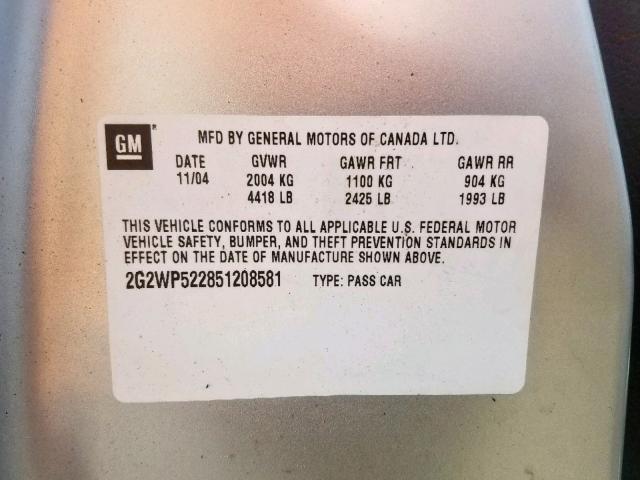 GM®
MFD BY GENERAL MOTORS OF CANADA LTD.
DATE GVWR GAWR FRT GAWR RR
11/04 2004 KG 1100 KG 904 KG
4418 LB 2425 LB 1993 LB
THIS VEHICLE CONFORMS TO ALL APPLICABLE U.S. FEDERAL MOTOR
VEHICLE SAFETY, BUMPER, AND THEFT PREVENTION STANDARDS IN
EFFECT ON THE DATE OF MANUFACTURE SHOWN ABOVE.
2G2WP522851208581 TYPE: PASS CAR